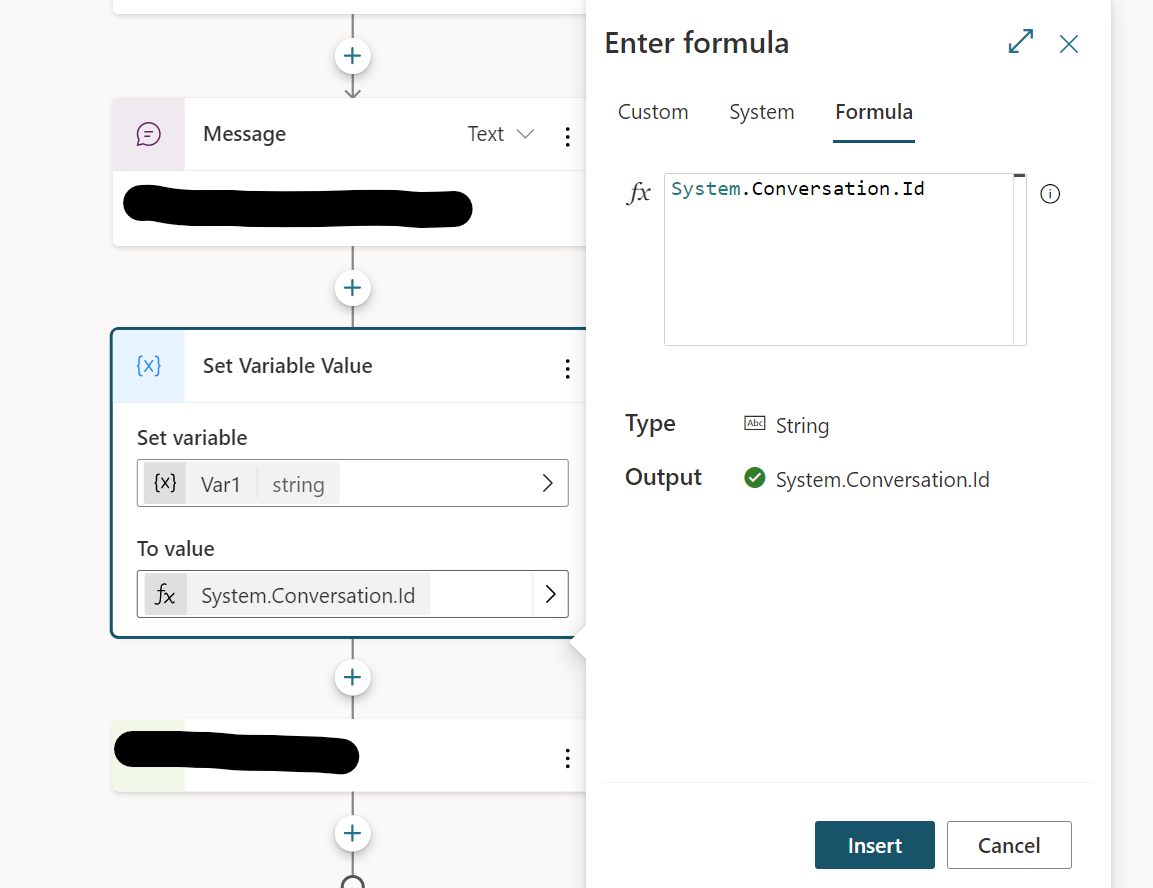 Message
Text
{x}
Set Variable Value
Set variable
{x} Var1 string
To value
fx System.Conversation.Id
Enter formula
Custom System Formula
fx System.Conversation.Id
Type Abc String
Output System.Conversation.Id
Insert Cancel